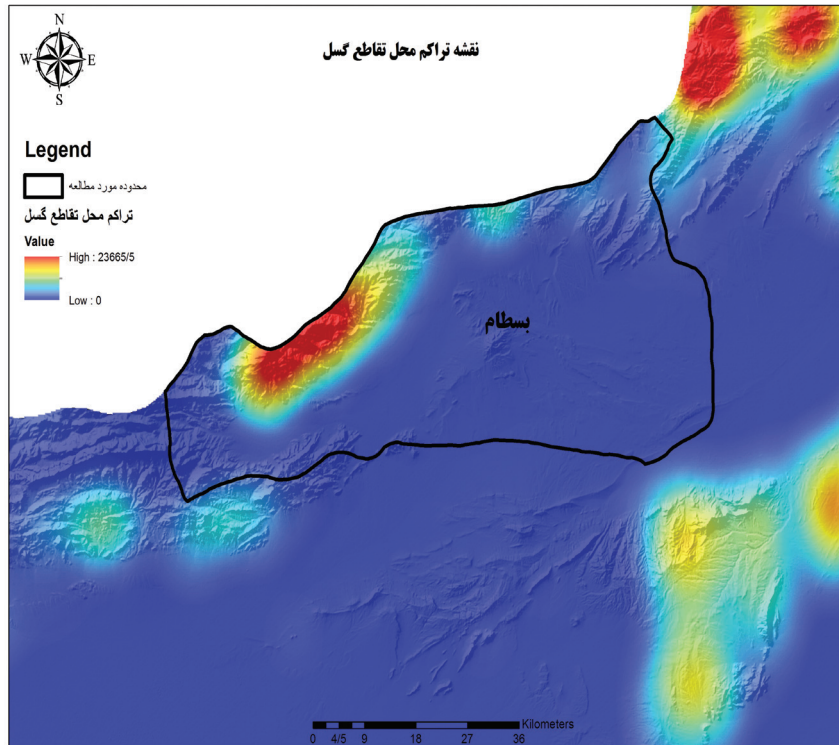 نقشه تراکم محل تقاطع گسل
N
W E
S
Legend
محدوده مورد مطالعه
تراکم محل تقاطع گسل
Value
High : 23665/5
Low : 0
بسطام
Kilometers
0 4/5 9 18 27 36